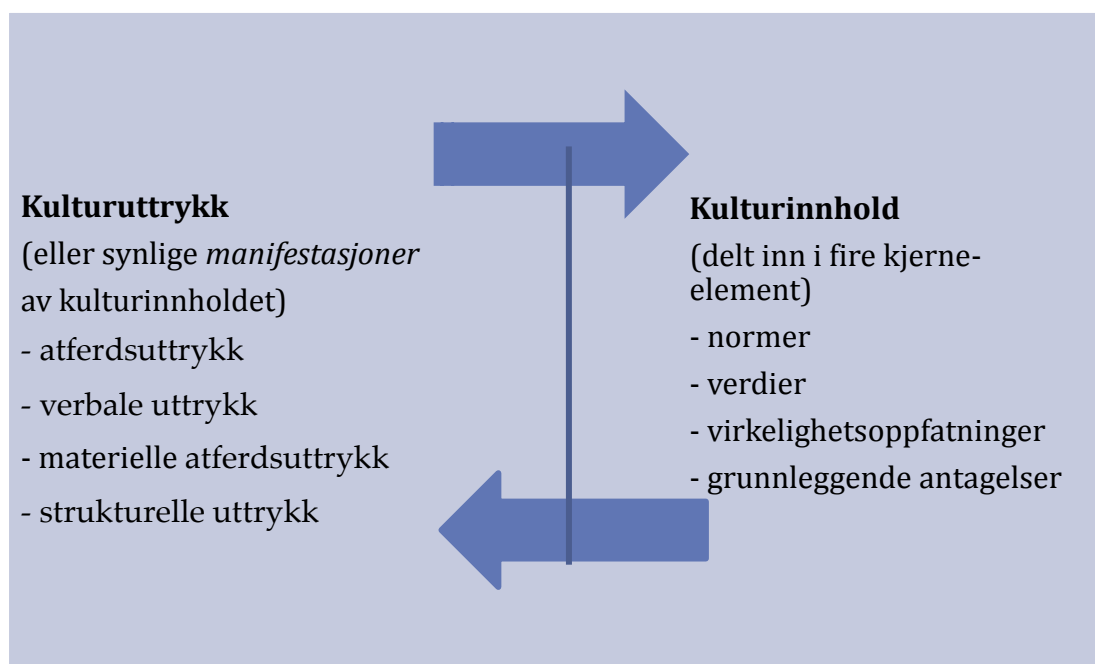 Kulturuttrykk
(eller synlige manifestasjoner
av kulturinnholdet)
- atferdsuttrykk
- verbale uttrykk
- materielle atferdsuttrykk
- strukturelle uttrykk
Kulturinnhold
(delt inn i fire kjerne-
element)
- normer
- verdier
- virkelighetsoppfatninger
- grunnleggende antagelser